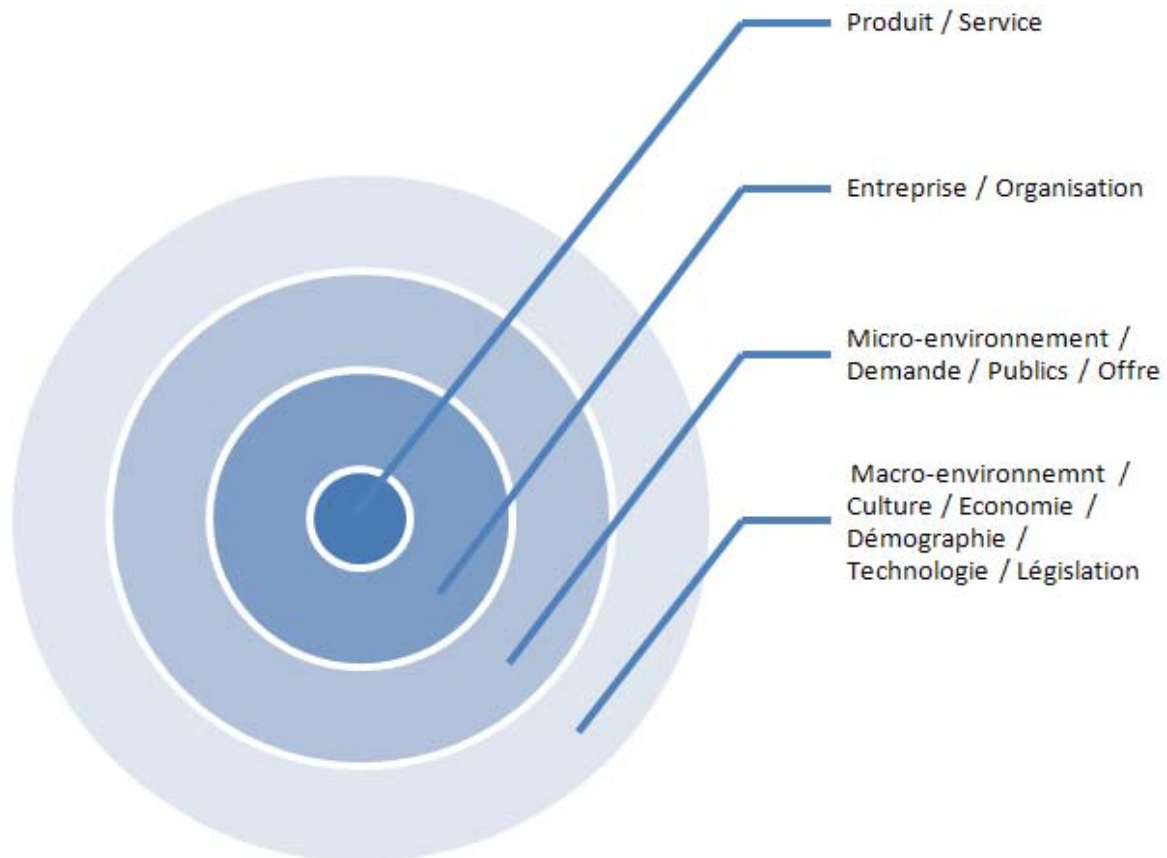 Produit / Service
Entreprise / Organisation
Micro-environnement /
Demande / Publics / Offre
Macro-environnemnt /
Culture / Economie /
Démographie /
Technologie / Législation